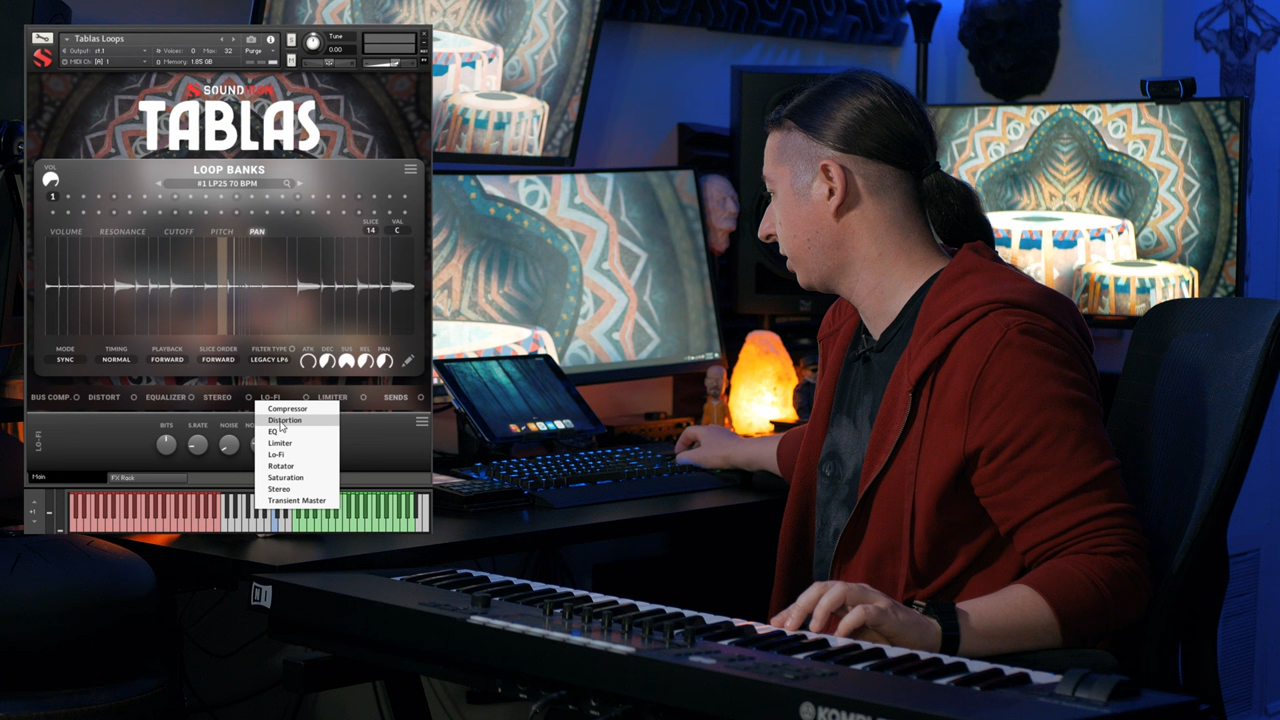 Tablas Loops
Output: st.1
Voices: 0 Max: 32 Purge
MIDI Ch: [A] 1
Memory: 1.85 GB
S
M
Tune
0.00
SOUND
TABLAS
VOL
1
LOOP BANKS
#1 LP25 70 BPM
VOLUME RESONANCE CUTOFF PITCH PAN
SLICE VAL
14 C
MODE TIMING PLAYBACK SLICE ORDER FILTER TYPE ATK DEC SUS REL PAN
SYNC NORMAL FORWARD FORWARD LEGACY LP6
BUS COMP. DISTORT EQUALIZER STEREO LO-FI LIMITER SENDS
LO-FI
BITS S.RATE NOISE
Compressor
Distortion
EQ
Limiter
Lo-Fi
Rotator
Saturation
Stereo
Transient Master
Main FX Rack
+1
KOMPL